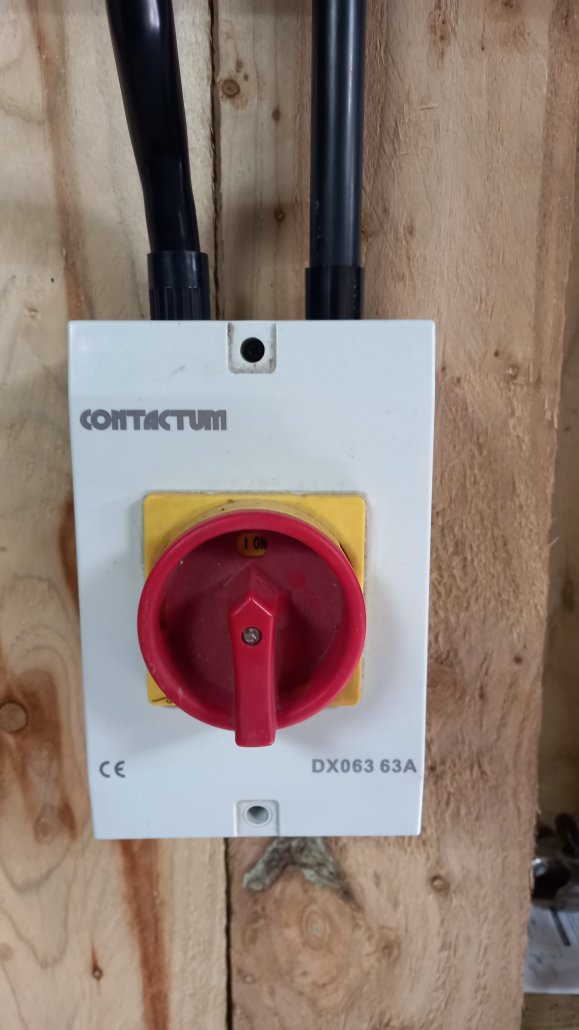 CONTACTUM
I ON
CE
DX063 63A